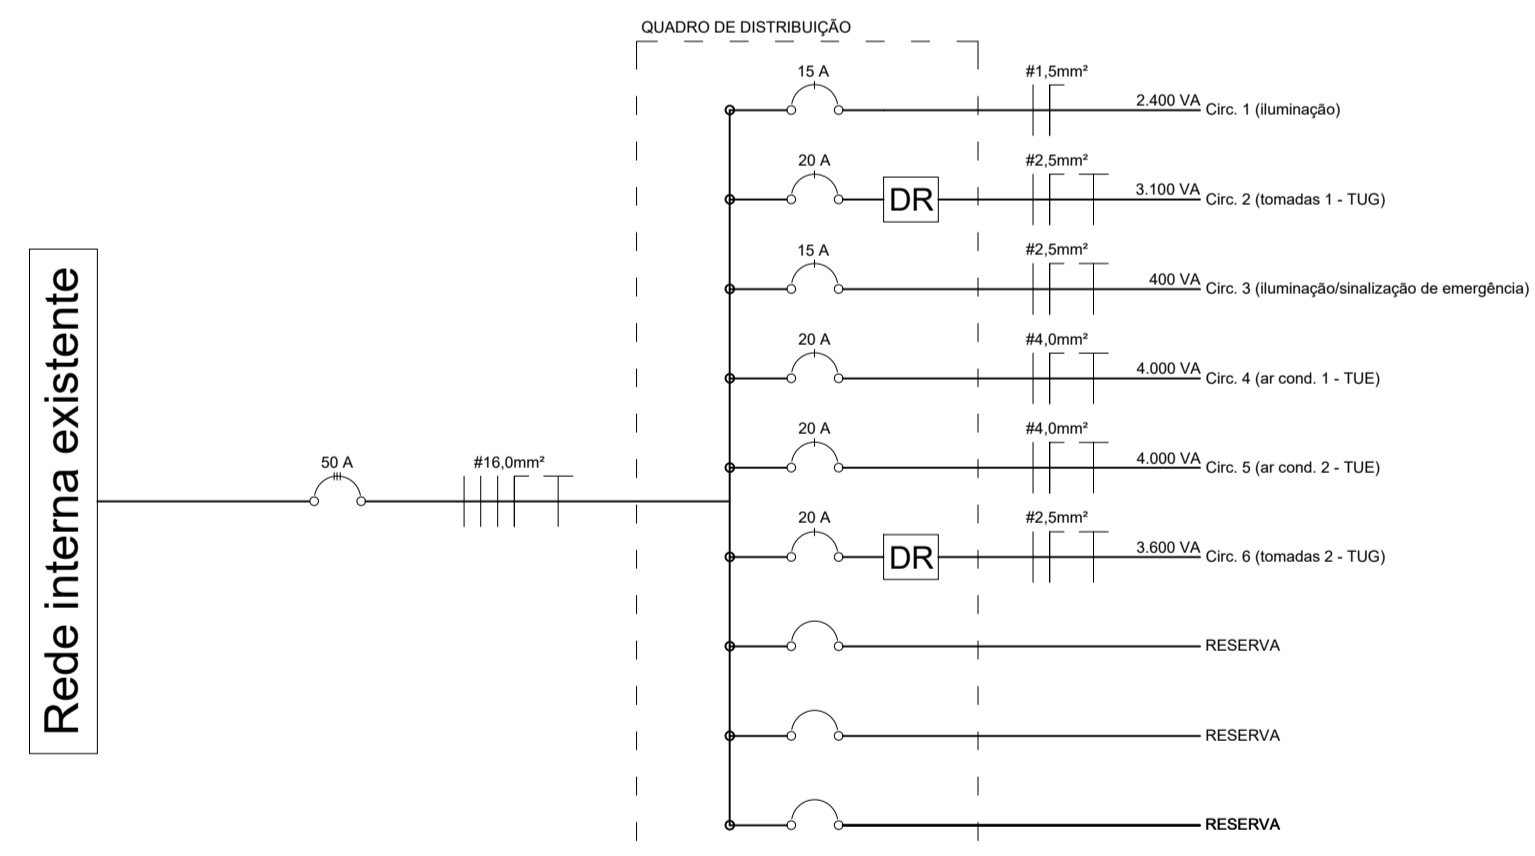 QUADRO DE DISTRIBUIÇÃO
15 A
#1,5mm²
2.400 VA
Circ. 1 (iluminação)
20 A
DR
#2,5mm²
3.100 VA
Circ. 2 (tomadas 1 - TUG)
15 A
#2,5mm²
400 VA
Circ. 3 (iluminação/sinalização de emergência)
20 A
#4,0mm²
4.000 VA
Circ. 4 (ar cond. 1 - TUE)
20 A
#4,0mm²
4.000 VA
Circ. 5 (ar cond. 2 - TUE)
Rede interna existente
50 A
#16,0mm²
20 A
DR
#2,5mm²
3.600 VA
Circ. 6 (tomadas 2 - TUG)
RESERVA
RESERVA
RESERVA